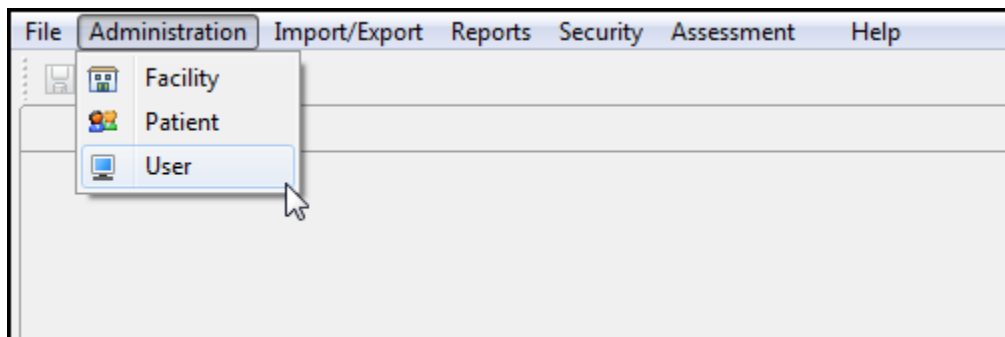 File Administration Import/Export Reports Security Assessment Help
Facility
Patient
User